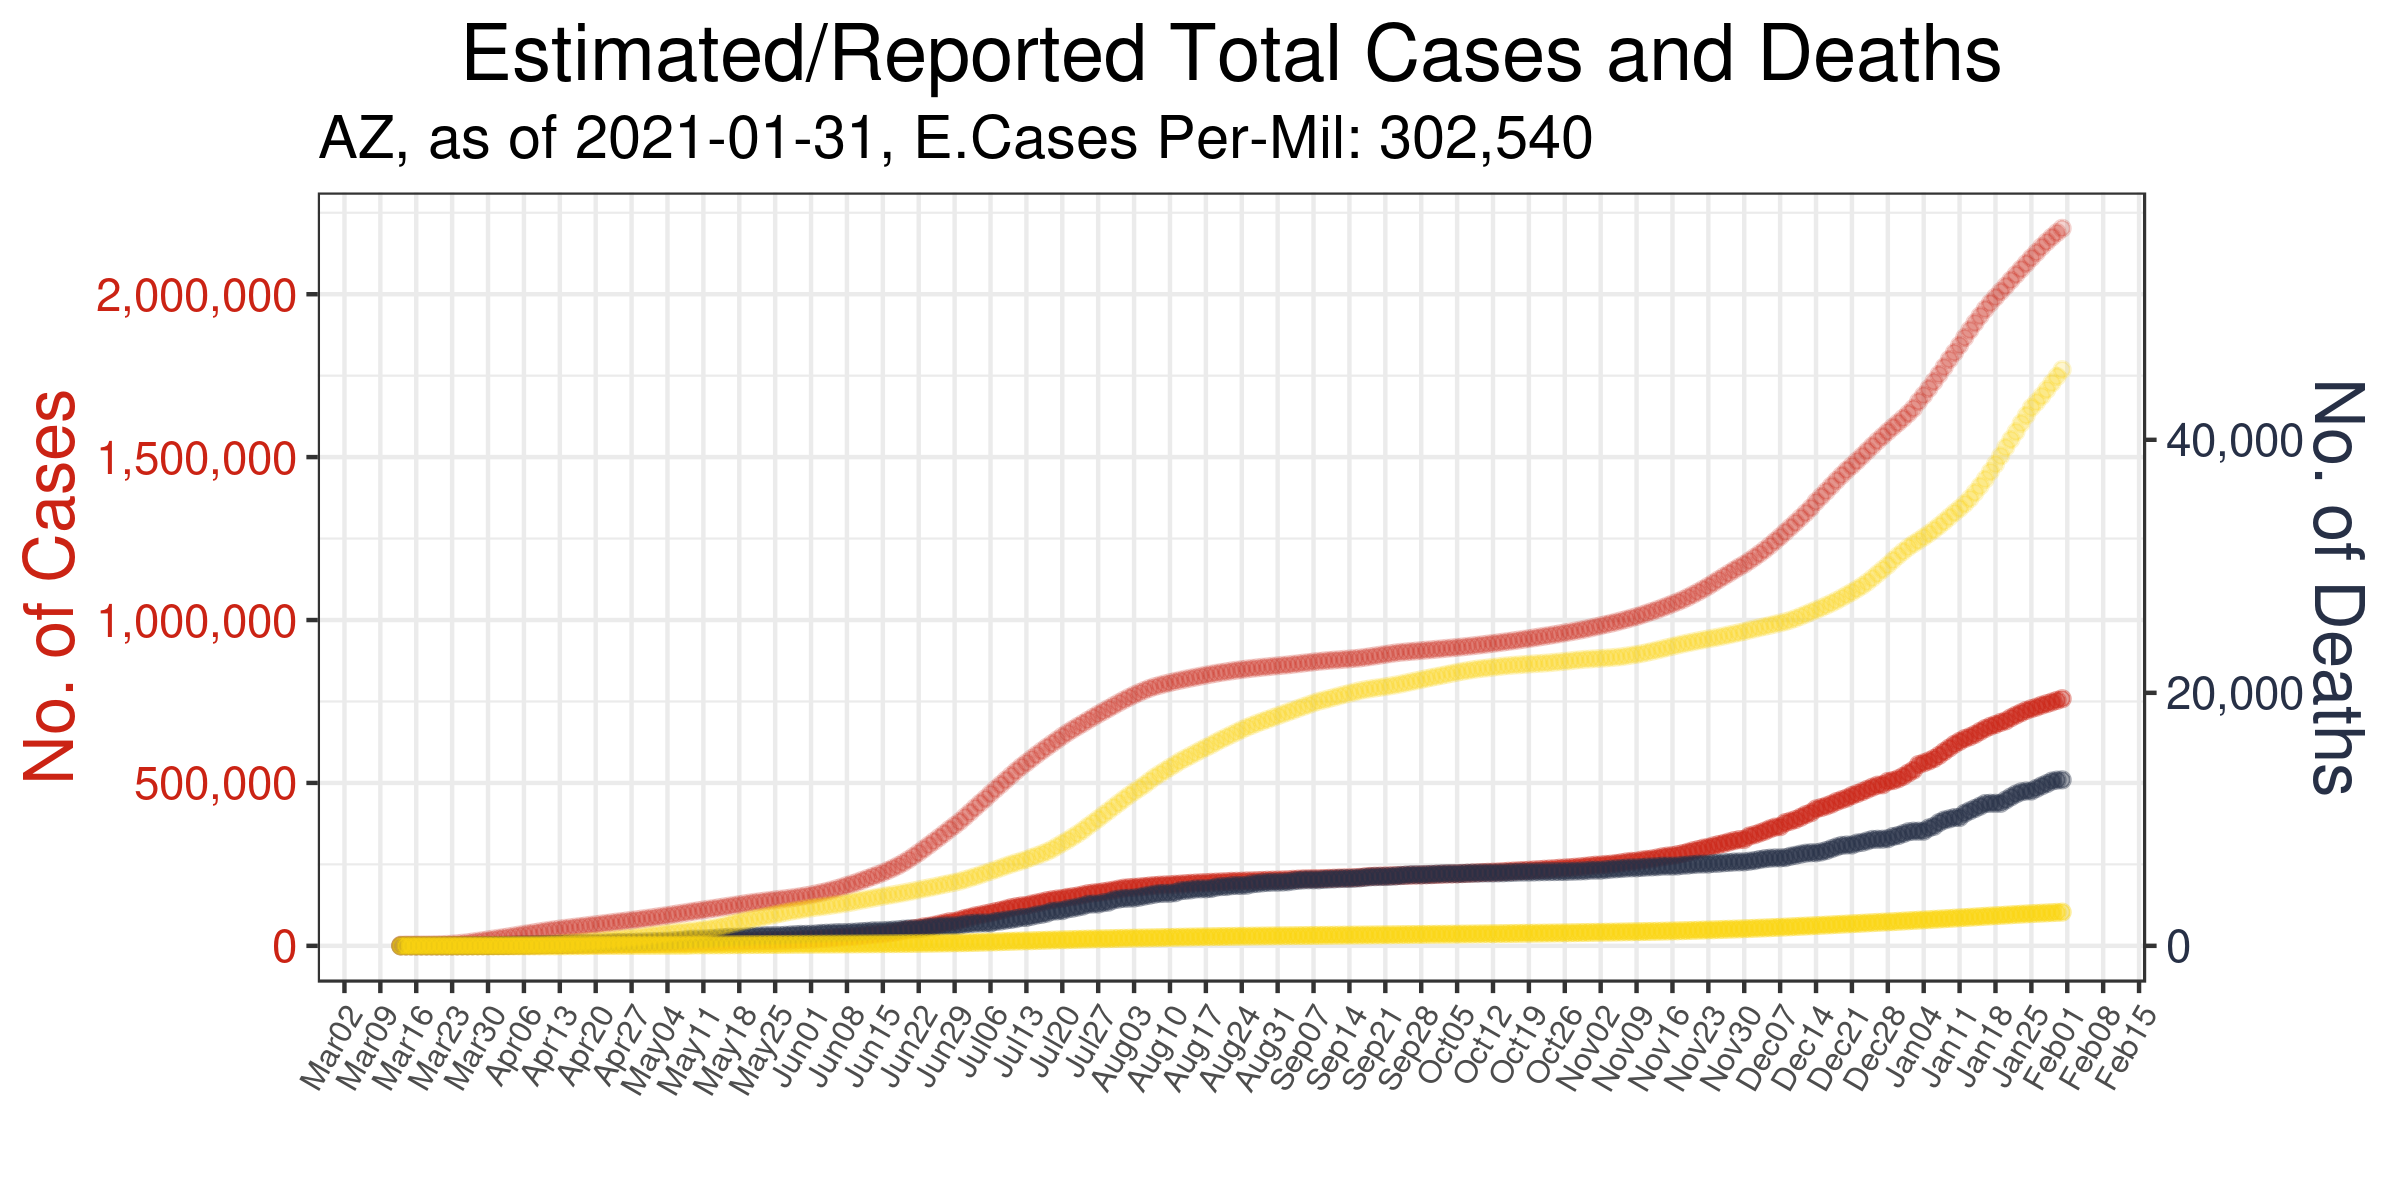 Estimated/Reported Total Cases and Deaths
AZ, as of 2021-01-31, E.Cases Per-Mil: 302,540
No. of Cases
2,000,000
1,500,000
1,000,000
500,000
0
40,000
20,000
0
No. of Deaths
Mar02
Mar09
Mar16
Mar23
Mar30
Apr06
Apr13
Apr20
Apr27
May04
May11
May18
May25
Jun01
Jun08
Jun15
Jun22
Jun29
Jul06
Jul13
Jul20
Jul27
Aug03
Aug10
Aug17
Aug24
Aug31
Sep07
Sep14
Sep21
Sep28
Oct05
Oct12
Oct19
Oct26
Nov02
Nov09
Nov16
Nov23
Nov30
Dec07
Dec14
Dec21
Dec28
Jan04
Jan11
Jan18
Jan25
Feb01
Feb08
Feb15